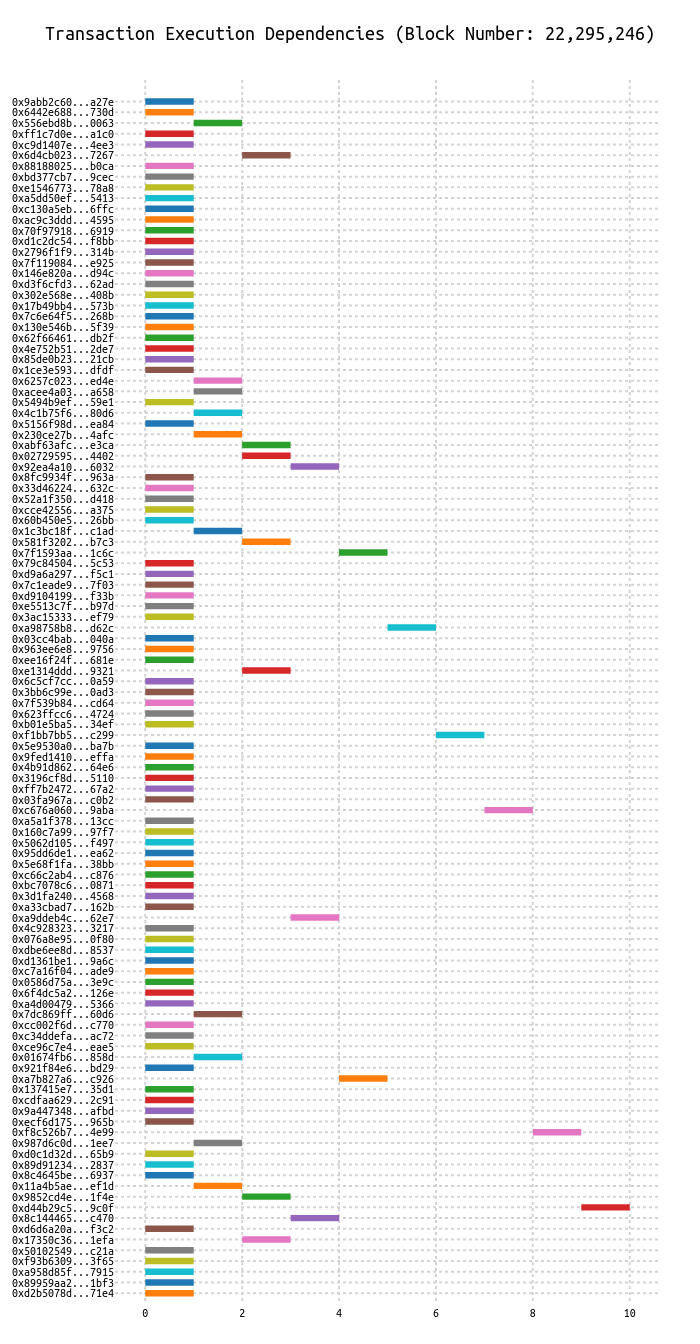 Transaction Execution Dependencies (Block Number: 22,295,246)
0x9abb2c60...a27e
0x6442e688...730d
0x556ebd8b...0063
0xff1c7d0e...a1c0
0xc9d1407e...4ee3
0x6d4cb023...7267
0x88188025...b0ca
0xbd377cb7...9cec
0xe1546773...78a8
0xa5dd50ef...5413
0xc130a5eb...6ffc
0xac9c3ddd...4595
0x70f97918...6919
0xd1c2dc54...f8bb
0x2796f1f9...314b
0x7f119084...e925
0x146e820a...d94c
0xd3f6cfd3...62ad
0x302e568e...408b
0x17b49bb4...573b
0x7c6e64f5...268b
0x130e546b...5f39
0x62f66461...db2f
0x4e752b51...2de7
0x85de0b23...21cb
0x1ce3e593...dfdf
0x6257c023...ed4e
0xacee4a03...a658
0x5494b9ef...59e1
0x4c1b75f6...80d6
0x5156f98d...ea84
0x230ce27b...4afc
0xabf63afc...e3ca
0x02729595...4402
0x92ea4a10...6032
0x8fc9934f...963a
0x33d46224...632c
0x52a1f350...d418
0xcce42556...a375
0x60b450e5...26bb
0x1c3bc18f...c1ad
0x581f3202...b7c3
0x7f1593aa...1c6c
0x79c84504...5c53
0xd9a6a297...f5c1
0x7c1eade9...7f03
0xd9104199...f33b
0xe5513c7f...b97d
0x3ac15333...ef79
0xa98758b8...d62c
0x03cc4bab...040a
0x963ee6e8...9756
0xee16f24f...681e
0xe1314ddd...9321
0x6c5cf7cc...0a59
0x3bb6c99e...0ad3
0x7f539b84...cd64
0x623ffcc6...4724
0xb01e5ba5...34ef
0xf1bb7bb5...c299
0x5e9530a0...ba7b
0x9fed1410...effa
0x4b91d862...64e6
0x3196cf8d...5110
0xff7b2472...67a2
0x03fa967a...c0b2
0xc676a060...9aba
0xa5a1f378...13cc
0x160c7a99...97f7
0x5062d105...f497
0x95dd6de1...ea62
0x5e68f1fa...38bb
0xc66c2ab4...c876
0xbc7078c6...0871
0x3d1fa240...4568
0xa33cbad7...162b
0xa9ddeb4c...62e7
0x4c928323...3217
0x076a8e95...0f80
0xdbe6ee8d...8537
0xd1361be1...9a6c
0xc7a16f04...ade9
0x0586d75a...3e9c
0x6f4dc5a2...126e
0xa4d00479...5366
0x7dc869ff...60d6
0xcc002f6d...c770
0xc34ddefa...ac72
0xce96c7e4...eae5
0x01674fb6...858d
0x921f84e6...bd29
0xa7b827a6...c926
0x137415e7...35d1
0xcdfaa629...2c91
0x9a447348...afbd
0xecf6d175...965b
0xf8c526b7...4e99
0x987d6c0d...1ee7
0xd0c1d32d...65b9
0x89d91234...2837
0x8c4645be...6937
0x11a4b5ae...ef1d
0x9852cd4e...1f4e
0xd44b29c5...9c0f
0x8c144465...c470
0xd6d6a20a...f3c2
0x17350c36...1efa
0x50102549...c21a
0xf93b6309...3f65
0xa958d85f...7915
0x89959aa2...1bf3
0xd2b5078d...71e4
0 2 4 6 8 10